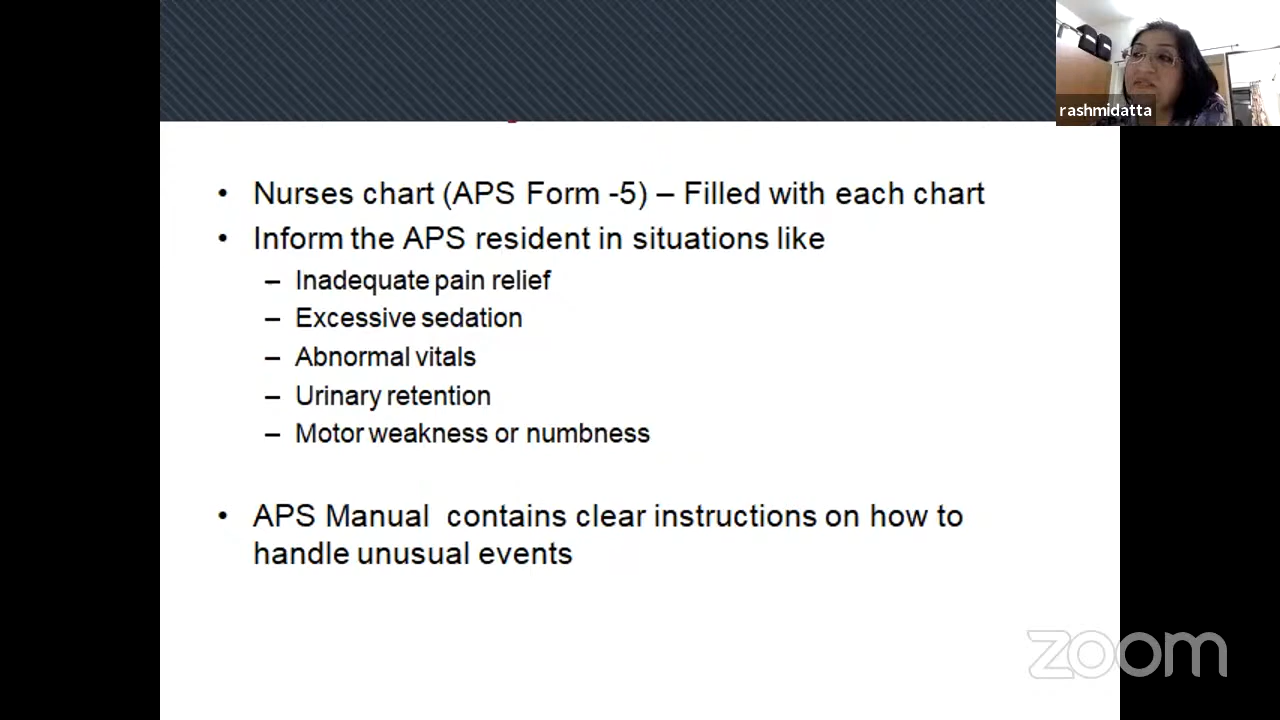 rashmidatta
• Nurses chart (APS Form -5) – Filled with each chart
• Inform the APS resident in situations like
– Inadequate pain relief
– Excessive sedation
– Abnormal vitals
– Urinary retention
– Motor weakness or numbness
• APS Manual contains clear instructions on how to
handle unusual events
zoom